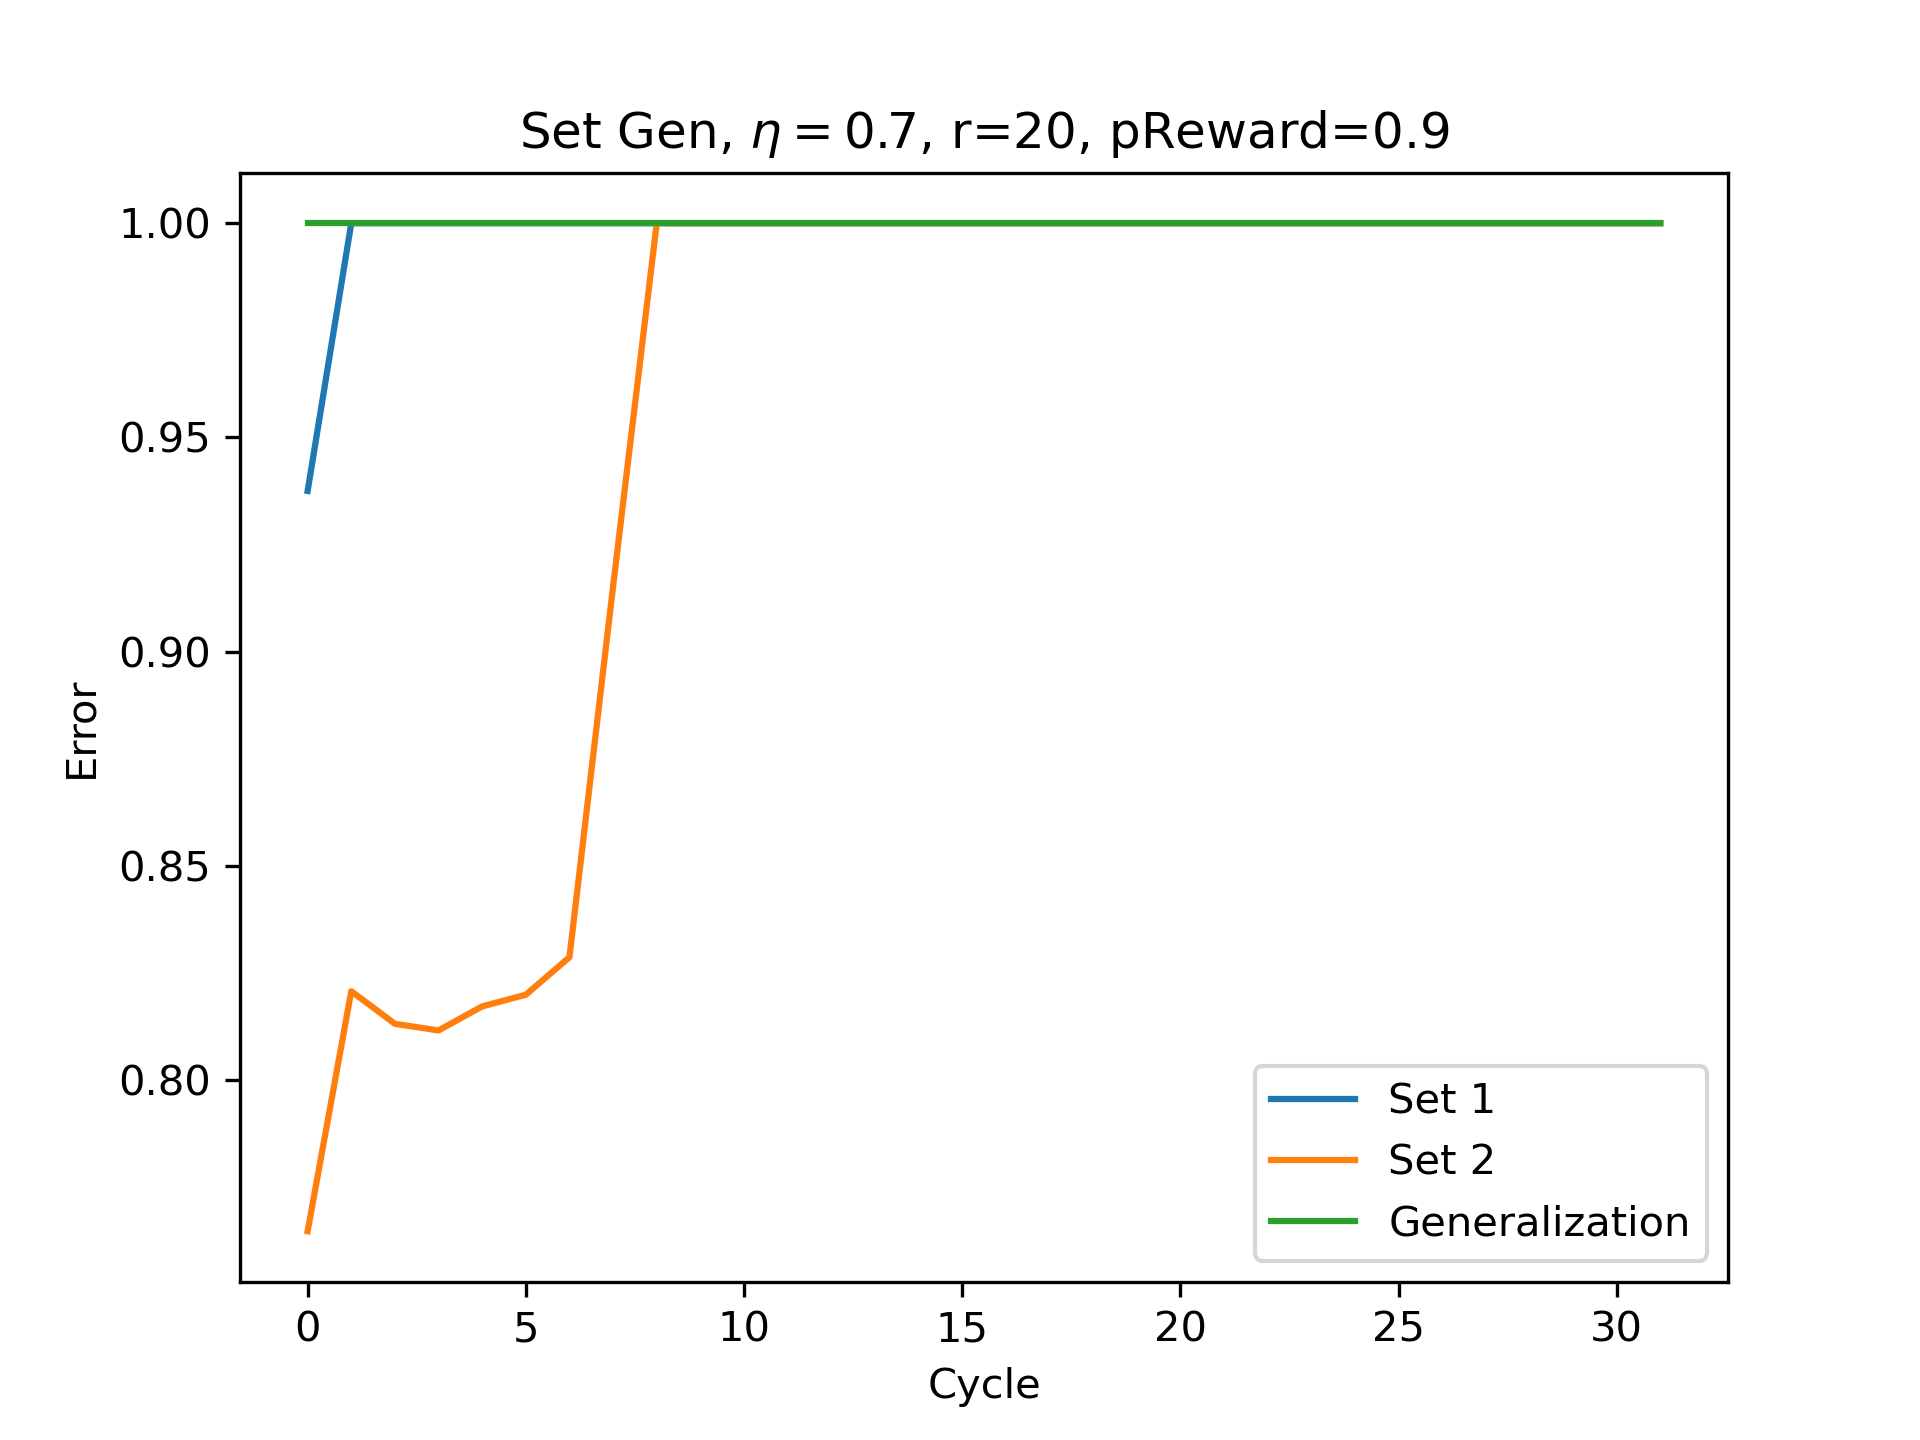 Set Gen, η = 0.7, r=20, pReward=0.9
1.00
0.95
0.90
0.85
0.80
Error
Set 1
Set 2
Generalization
0 5 10 15 20 25 30
Cycle